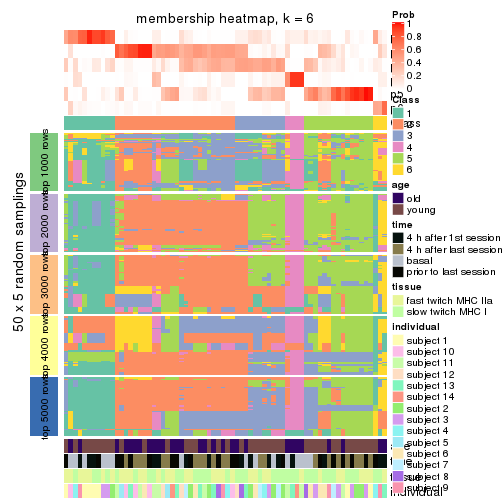 membership heatmap, k = 6
50 x 5 random samplings
top 1000 rows
top 2000 rows
top 3000 rows
top 4000 rows
top 5000 rows
Prob
1
0.8
0.6
0.4
0.2
0
Class
1
2
3
4
5
6
age
old
young
time
4 h after 1st session
4 h after last session
basal
prior to last session
tissue
fast twitch MHC IIa
slow twitch MHC I
individual
subject 1
subject 10
subject 11
subject 12
subject 13
subject 14
subject 2
subject 3
subject 4
subject 5
subject 6
subject 7
subject 8
subject 9
individual